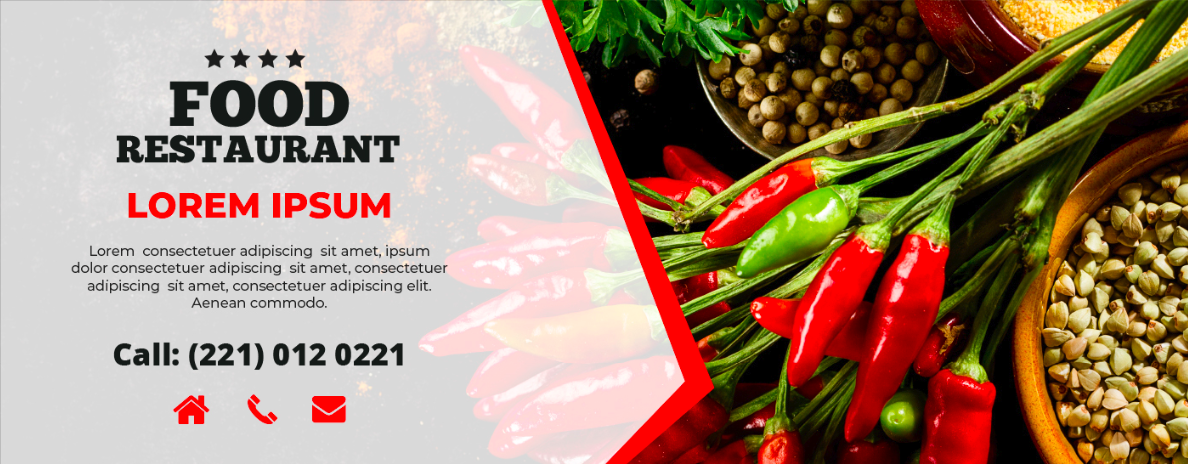 FOOD
RESTAURANT
LOREM IPSUM
Lorem  consectetuer adipiscing  sit amet, ipsum
dolor consectetuer adipiscing  sit amet, consectetuer
adipiscing  sit amet, consectetuer adipiscing elit.
Aenean commodo.
Call: (221) 012 0221